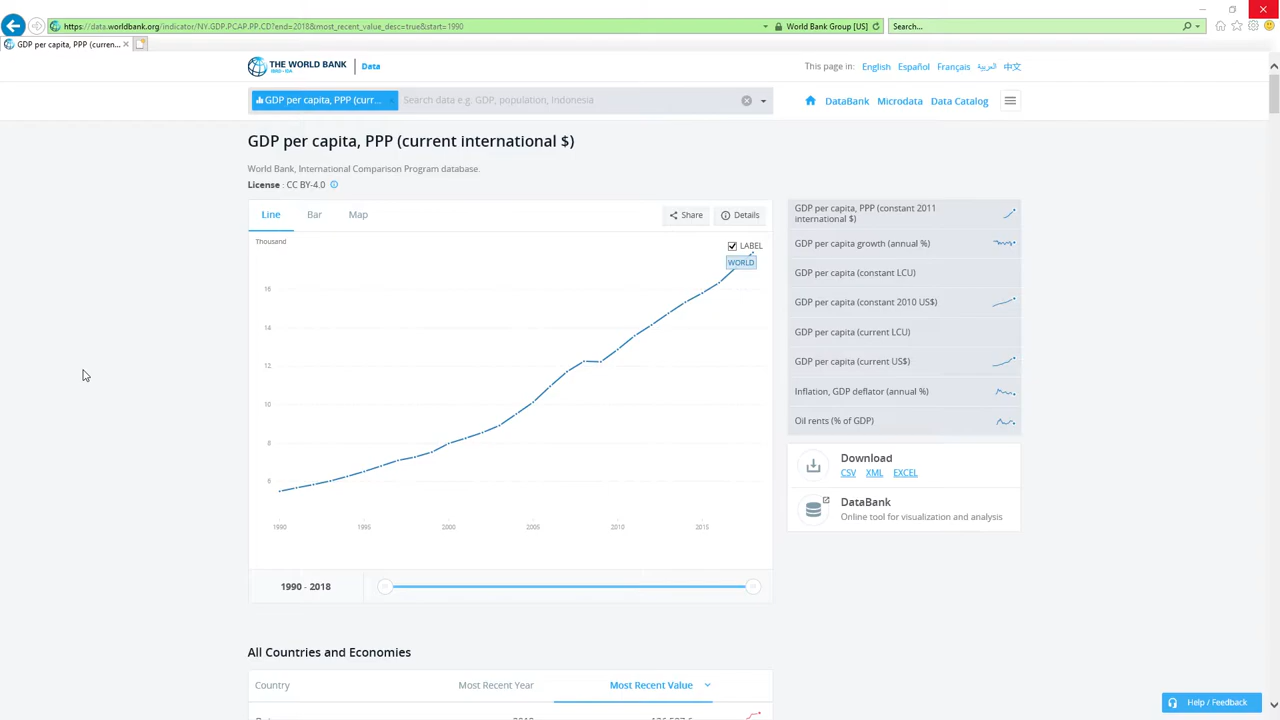 https://data.worldbank.org/indicator/NY.GDP.PCAP.PP.CD?end=2018&most_recent_value_desc=true&start=1990
World Bank Group [US]
Search...
GDP per capita, PPP (curren...
THE WORLD BANK
IBRD • IDA
Data
This page in: English Español Français العربية 中文
GDP per capita, PPP (curr...
Search data e.g. GDP, population, Indonesia
DataBank Microdata Data Catalog
GDP per capita, PPP (current international $)
World Bank, International Comparison Program database.
License : CC BY-4.0
Line Bar Map
Share Details
Thousand
LABEL
WORLD
16
14
12
10
8
6
1990 1995 2000 2005 2010 2015
1990 - 2018
GDP per capita, PPP (constant 2011
international $)
GDP per capita growth (annual %)
GDP per capita (constant LCU)
GDP per capita (constant 2010 US$)
GDP per capita (current LCU)
GDP per capita (current US$)
Inflation, GDP deflator (annual %)
Oil rents (% of GDP)
Download
CSV XML EXCEL
DataBank
Online tool for visualization and analysis
All Countries and Economies
Country Most Recent Year Most Recent Value
Help / Feedback